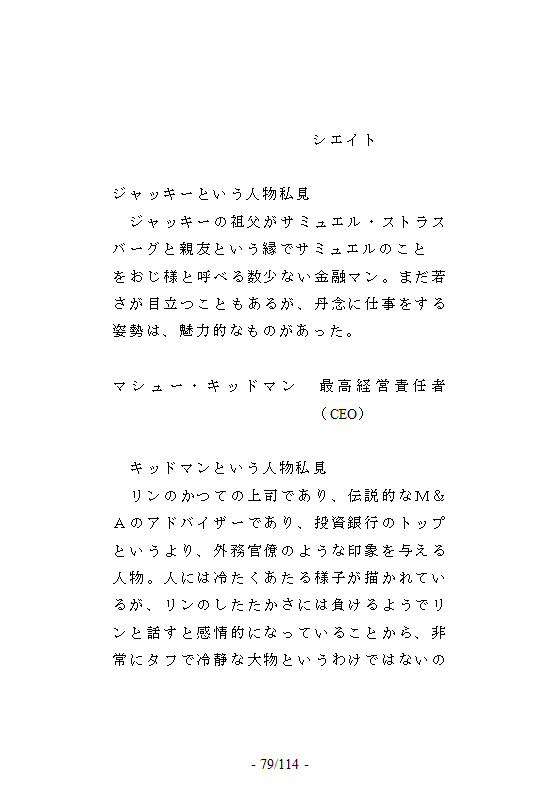 シエイト
ジャッキーという人物私見
　ジャッキーの祖父がサミュエル・ストラス
バーグと親友という縁でサミュエルのこと
をおじ様と呼べる数少ない金融マン。まだ若
さが目立つこともあるが、丹念に仕事をする
姿勢は、魅力的なものがあった。
マシュー・キッドマン　最高経営責任者
（CEO）
　キッドマンという人物私見
　リンのかつての上司であり、伝説的なＭ＆
Ａのアドバイザーであり、投資銀行のトップ
というより、外務官僚のような印象を与える
人物。人には冷たくあたる様子が描かれてい
るが、リンのしたたかさには負けるようでリ
ンと話すと感情的になっていることから、非
常にタフで冷静な大物というわけではないの
- 79/114 -